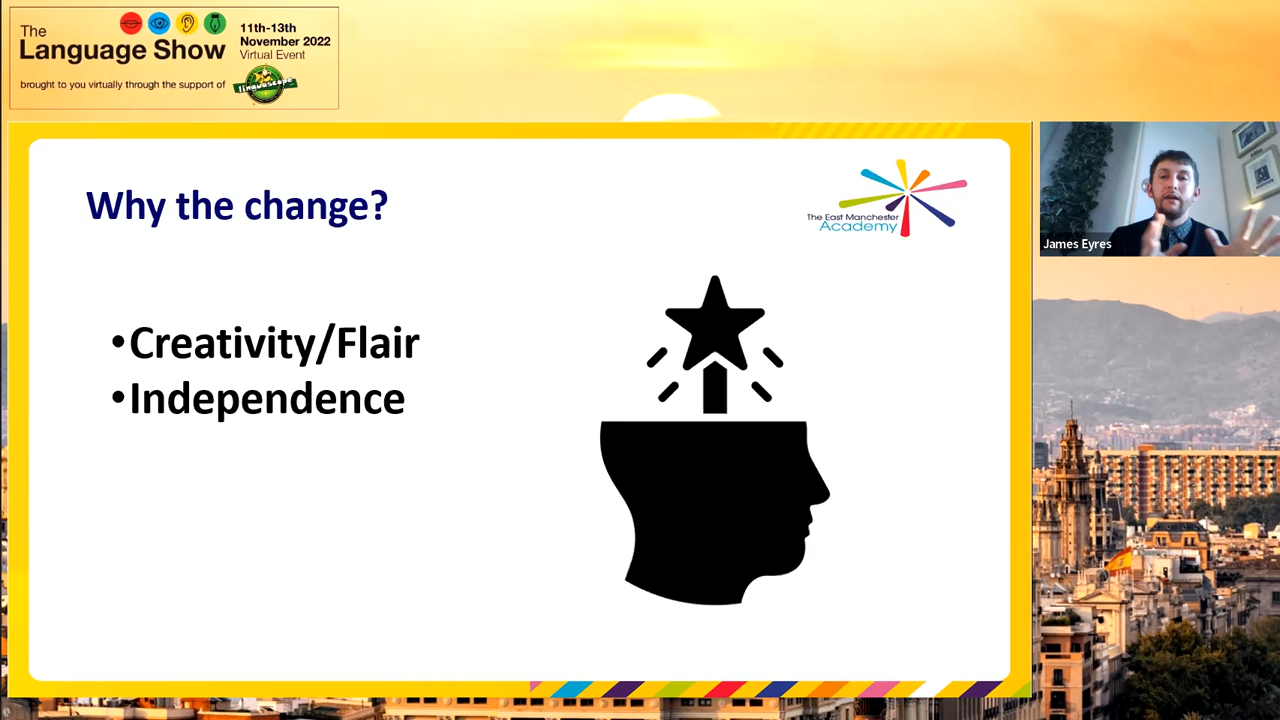 The
Language Show
11th-13th
November 2022
Virtual Event
brought to you virtually through the support of
linguascope
Why the change?
The East Manchester
Academy
•Creativity/Flair
•Independence
James Eyres